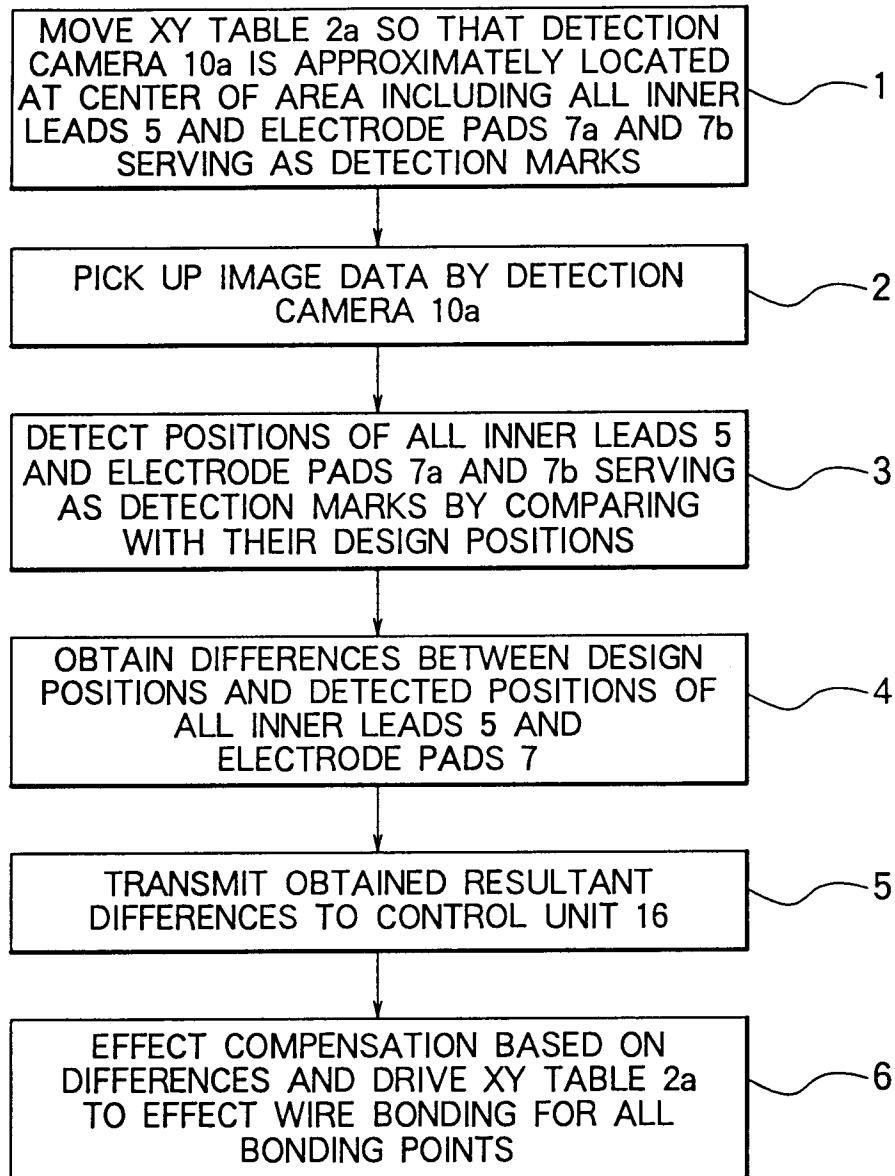 MOVE XY TABLE 2a SO THAT DETECTION
CAMERA 10a IS APPROXIMATELY LOCATED
AT CENTER OF AREA INCLUDING ALL INNER
LEADS 5 AND ELECTRODE PADS 7a AND 7b
SERVING AS DETECTION MARKS
1
PICK UP IMAGE DATA BY DETECTION
CAMERA 10a
2
DETECT POSITIONS OF ALL INNER LEADS 5
AND ELECTRODE PADS 7a AND 7b SERVING
AS DETECTION MARKS BY COMPARING
WITH THEIR DESIGN POSITIONS
3
OBTAIN DIFFERENCES BETWEEN DESIGN
POSITIONS AND DETECTED POSITIONS OF
ALL INNER LEADS 5 AND
ELECTRODE PADS 7
4
TRANSMIT OBTAINED RESULTANT
DIFFERENCES TO CONTROL UNIT 16
5
EFFECT COMPENSATION BASED ON
DIFFERENCES AND DRIVE XY TABLE 2a
TO EFFECT WIRE BONDING FOR ALL
BONDING POINTS
6